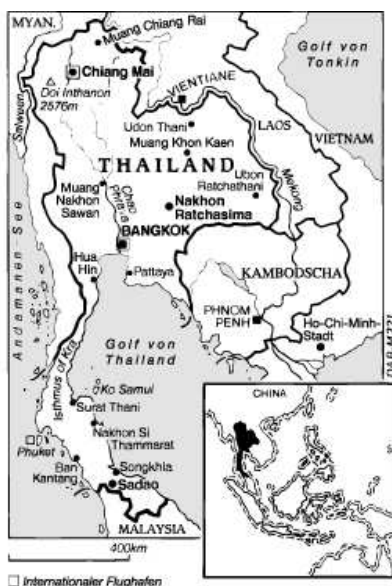 MYAN.
Muang Chiang Rai
Golf von
Tonkin
Chiang Mai
Doi Inthanon
2576m
VIENTIANE
Salween
Udon Thani
Muang Khon Kaen
LAOS
VIETNAM
THAILAND
Mekong
Muang
Nakhon
Sawan
Chao
Phraya
Ubon
Ratchathani
Nakhon
Ratchasima
BANGKOK
Andamanen-See
Hua
Hin
Pattaya
KAMBODSCHA
PHNOM
PENH
Ho-Chi-Minh-
Stadt
Golf von
Thailand
Isthmus of Kra
Ko Samui
Surat Thani
CHINA
Nakhon Si
Thammarat
Phuket
Ban
Kantang
Songkhla
Sadao
MALAYSIA
400km
Internationaler Flughafen